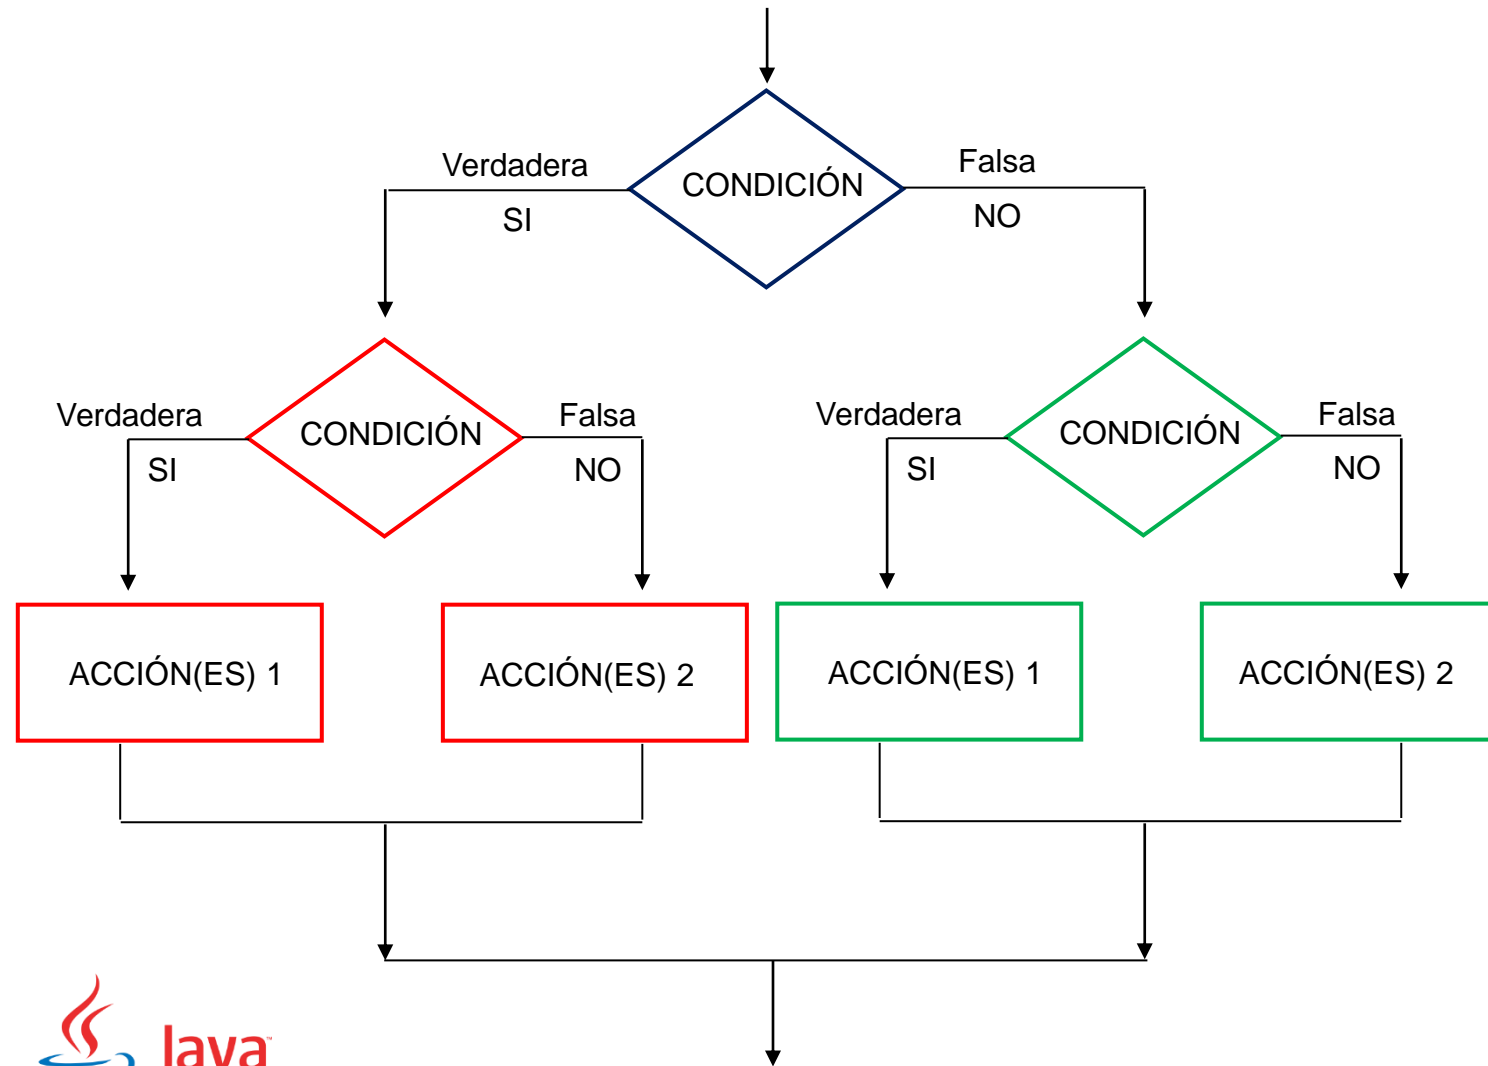 Verdadera
CONDICIÓN
Falsa
SI
NO
Verdadera
CONDICIÓN
Falsa
SI
NO
Verdadera
CONDICIÓN
Falsa
SI
NO
ACCIÓN(ES) 1
ACCIÓN(ES) 2
ACCIÓN(ES) 1
ACCIÓN(ES) 2
Java™